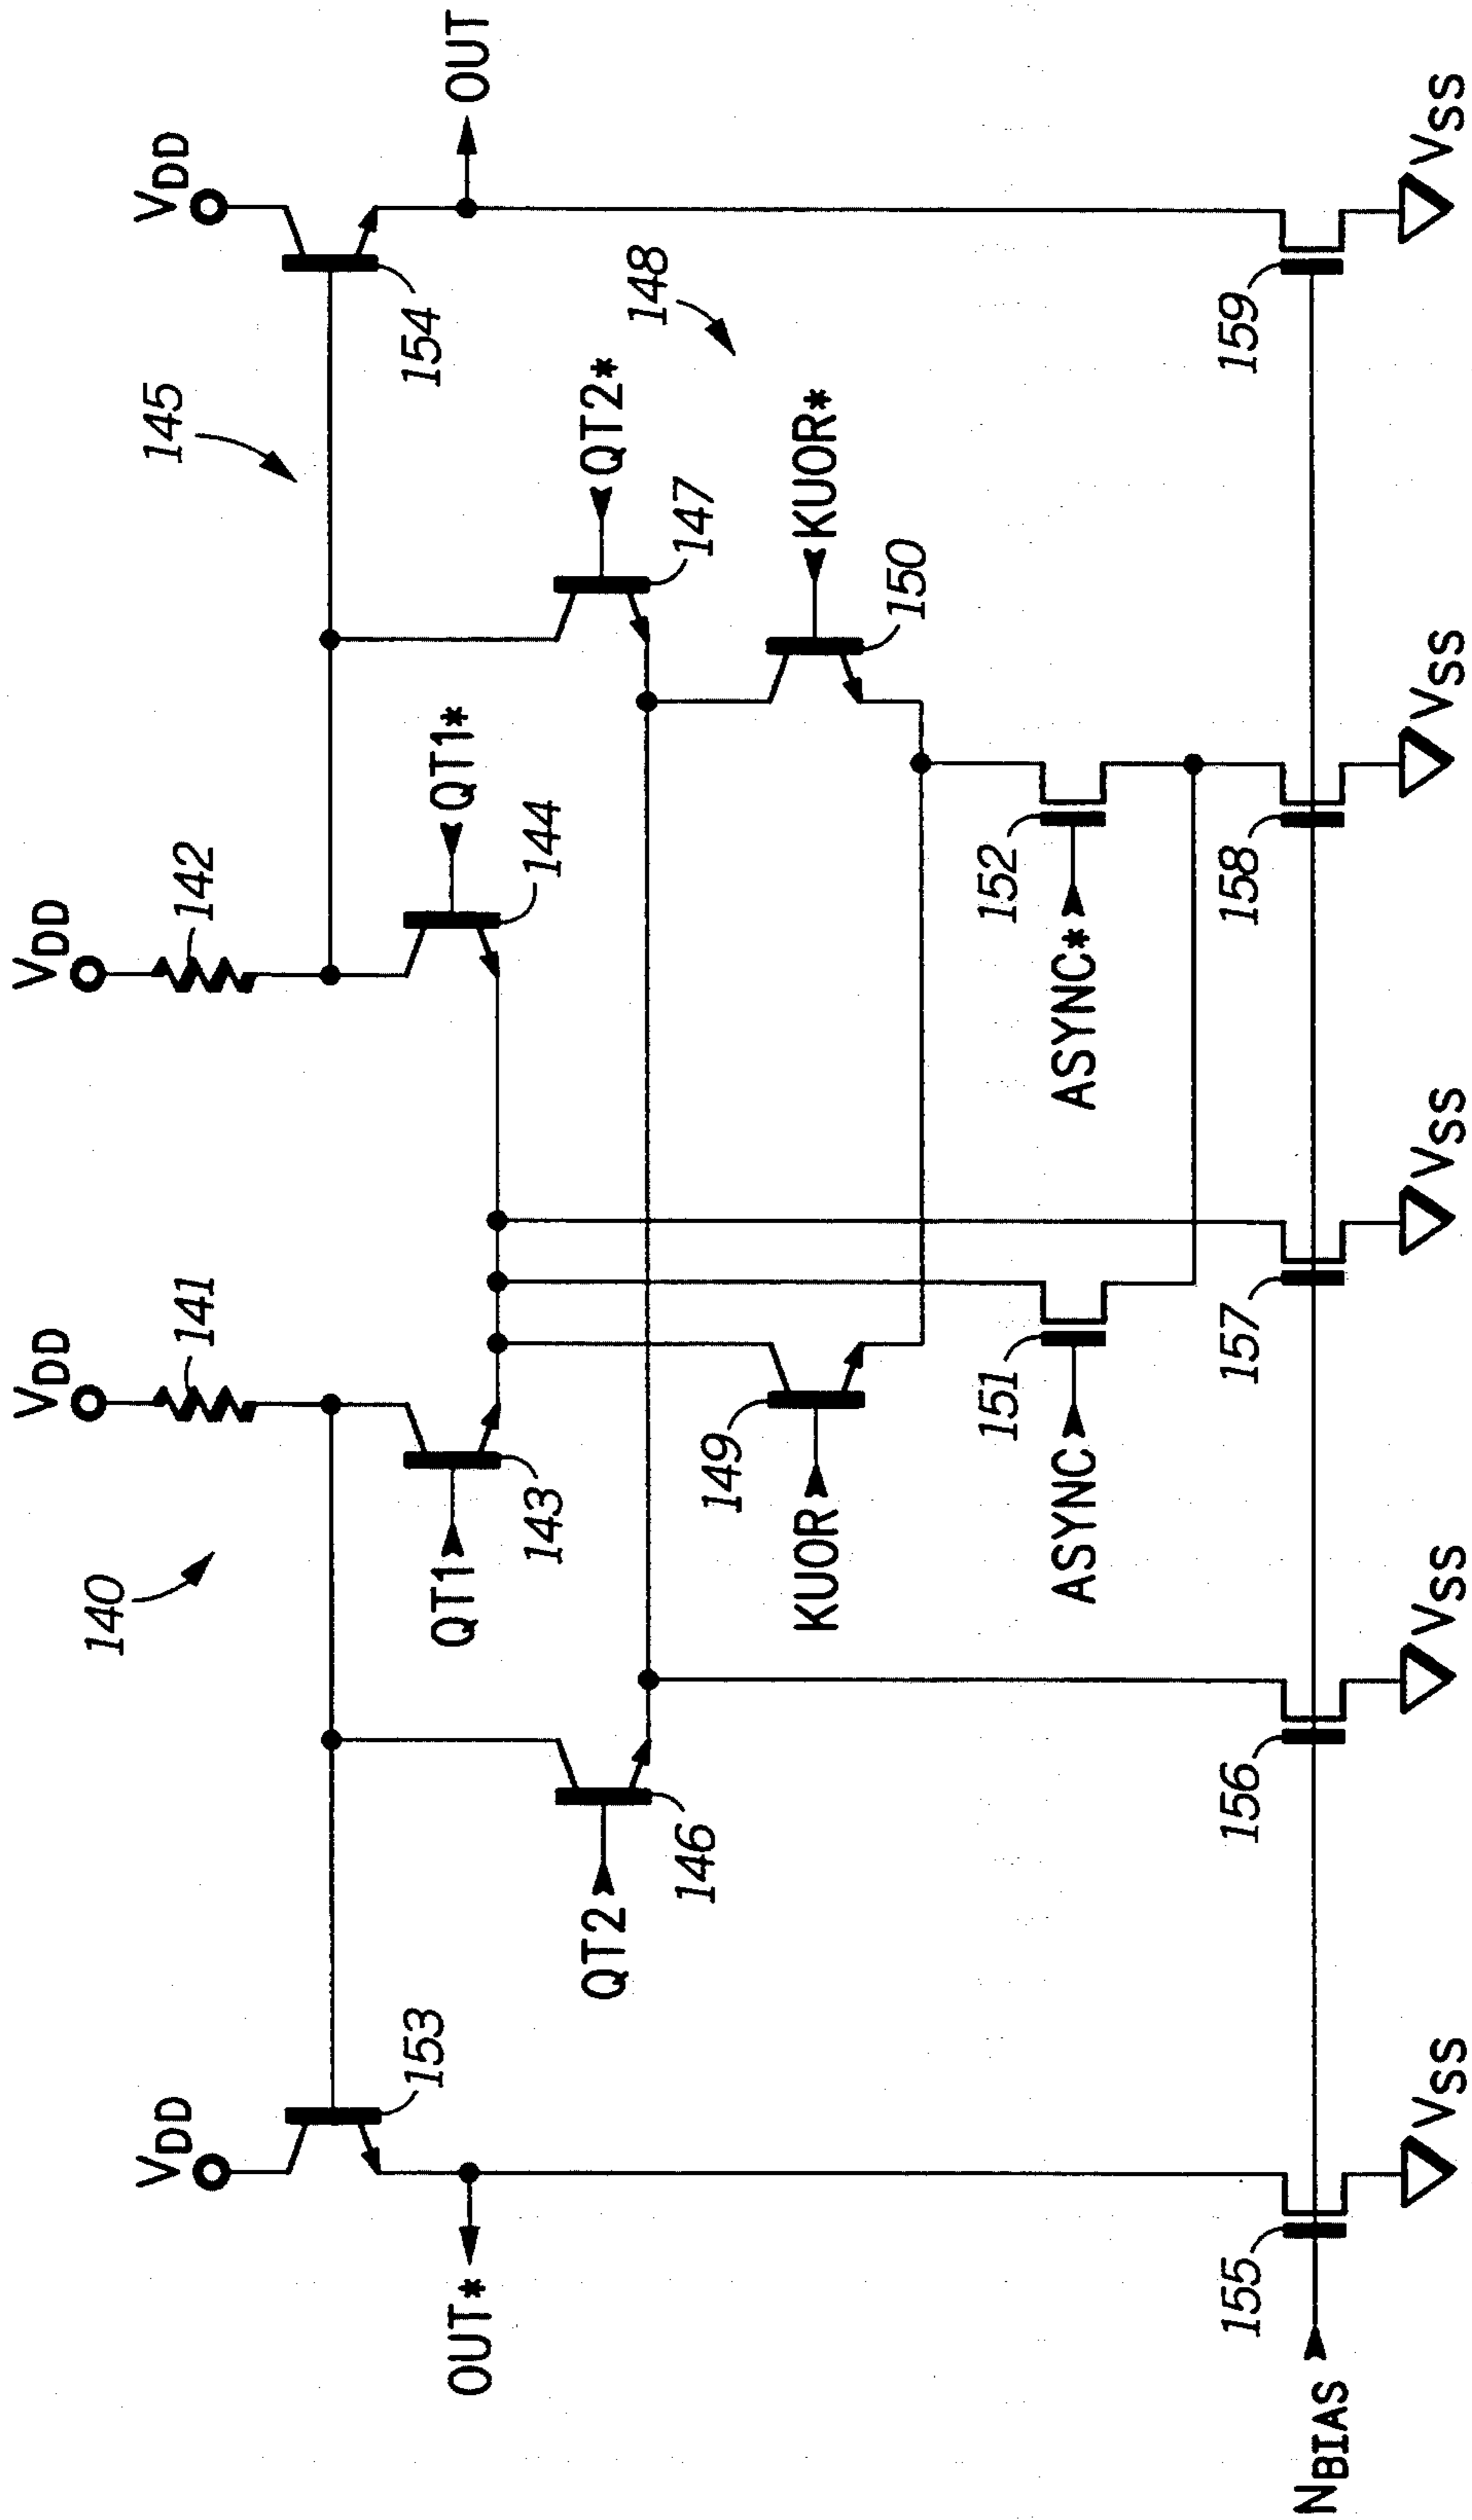 VDD
VDD
VDD
VDD
140
141
142
145
153
143
144
154
OUT*
QT1
QT1*
OUT
QT2
146
QT2*
147
148
149
KUOR
KUOR*
150
151
ASYNC
152
ASYNC*
155
156
157
158
159
NBIAS
VSS
VSS
VSS
VSS
VSS